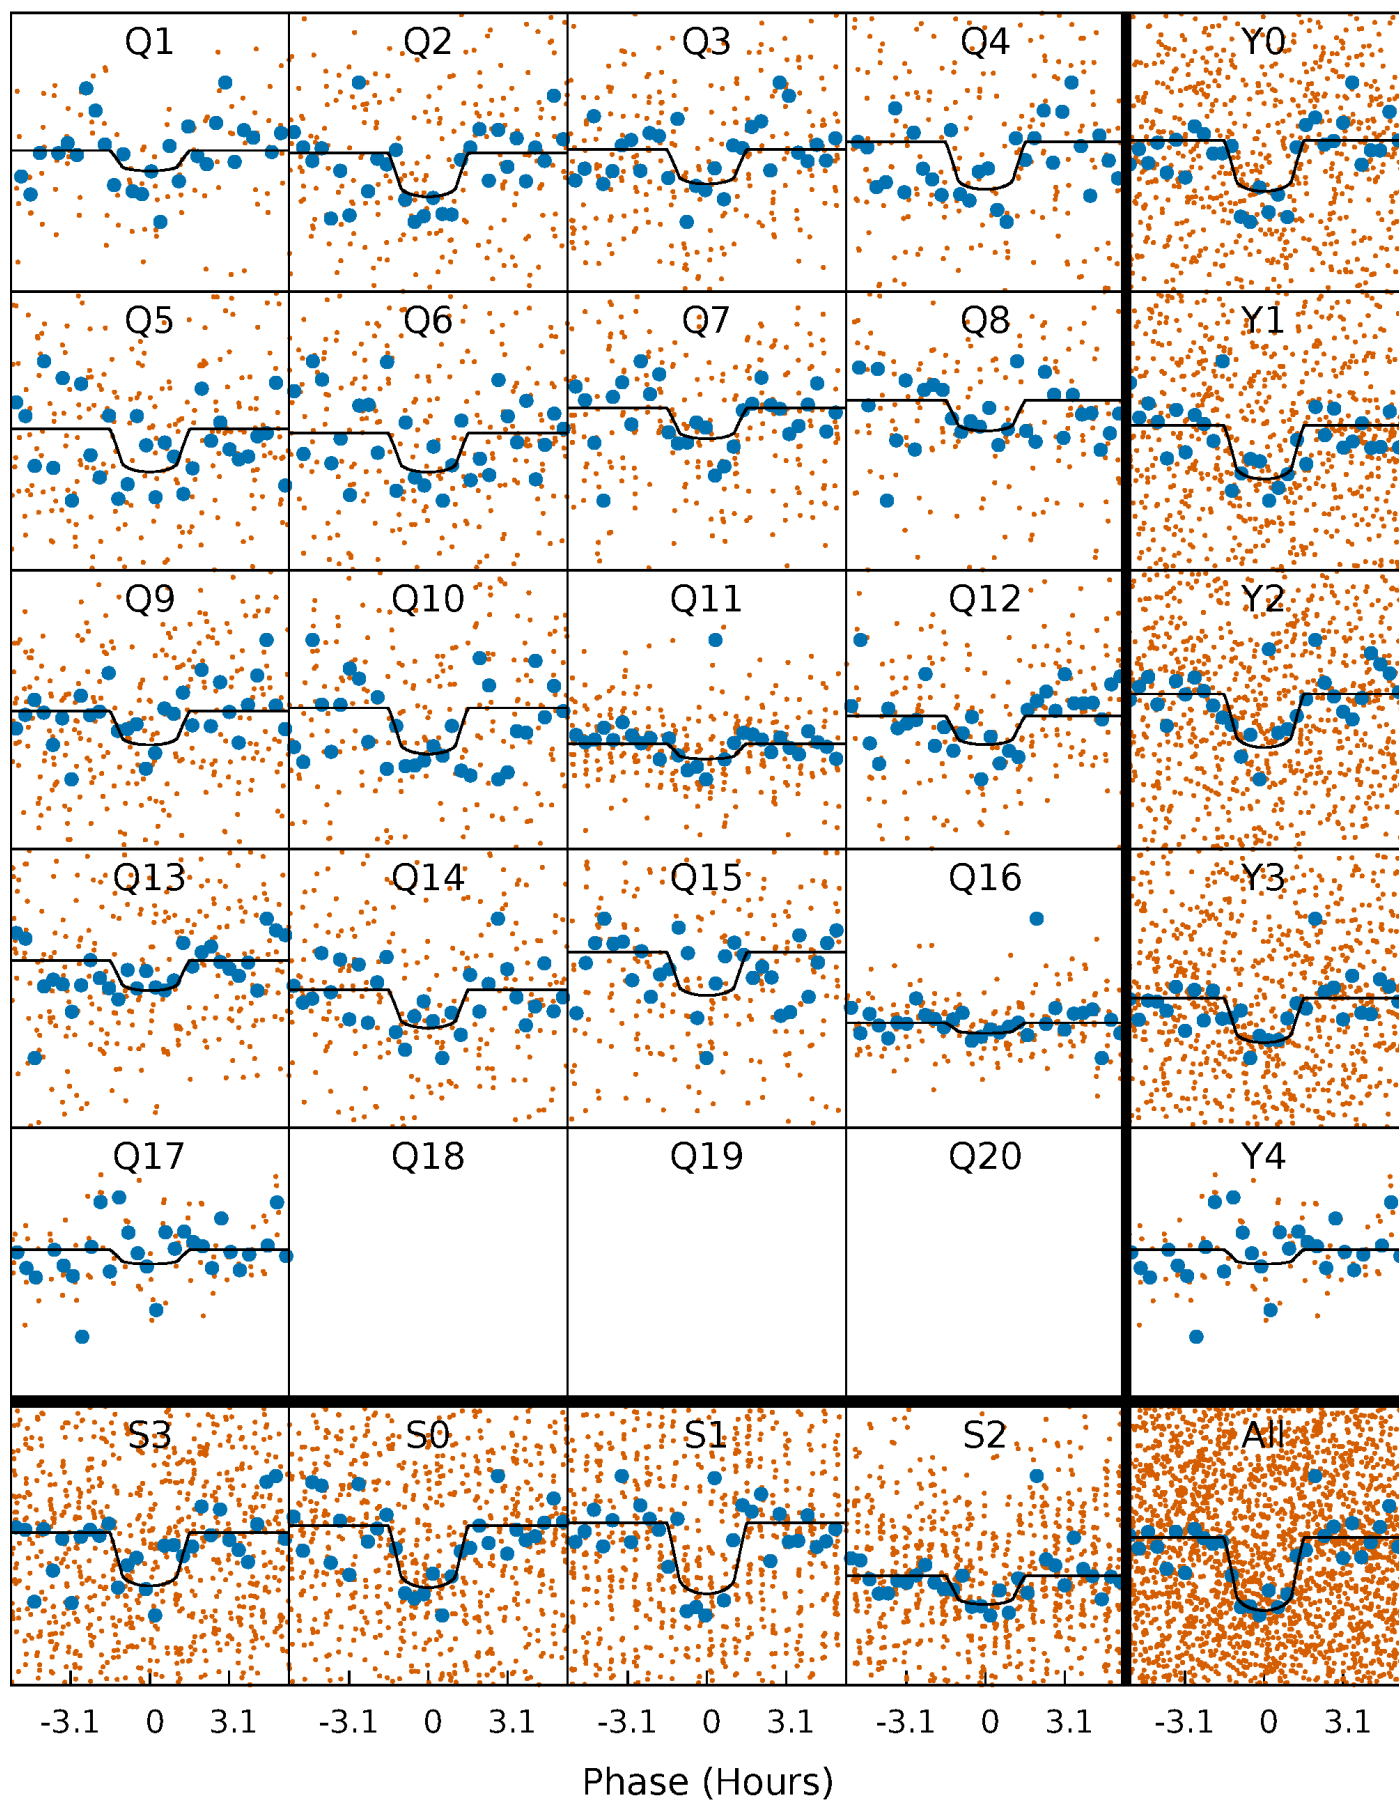 Q1 Q2 Q3 Q4 Y0
Q5 Q6 Q7 Q8 Y1
Q9 Q10 Q11 Q12 Y2
Q13 Q14 Q15 Q16 Y3
Q17 Q18 Q19 Q20 Y4
S3 S0 S1 S2 All
-3.1 0 3.1 -3.1 0 3.1 -3.1 0 3.1 -3.1 0 3.1 -3.1 0 3.1
Phase (Hours)